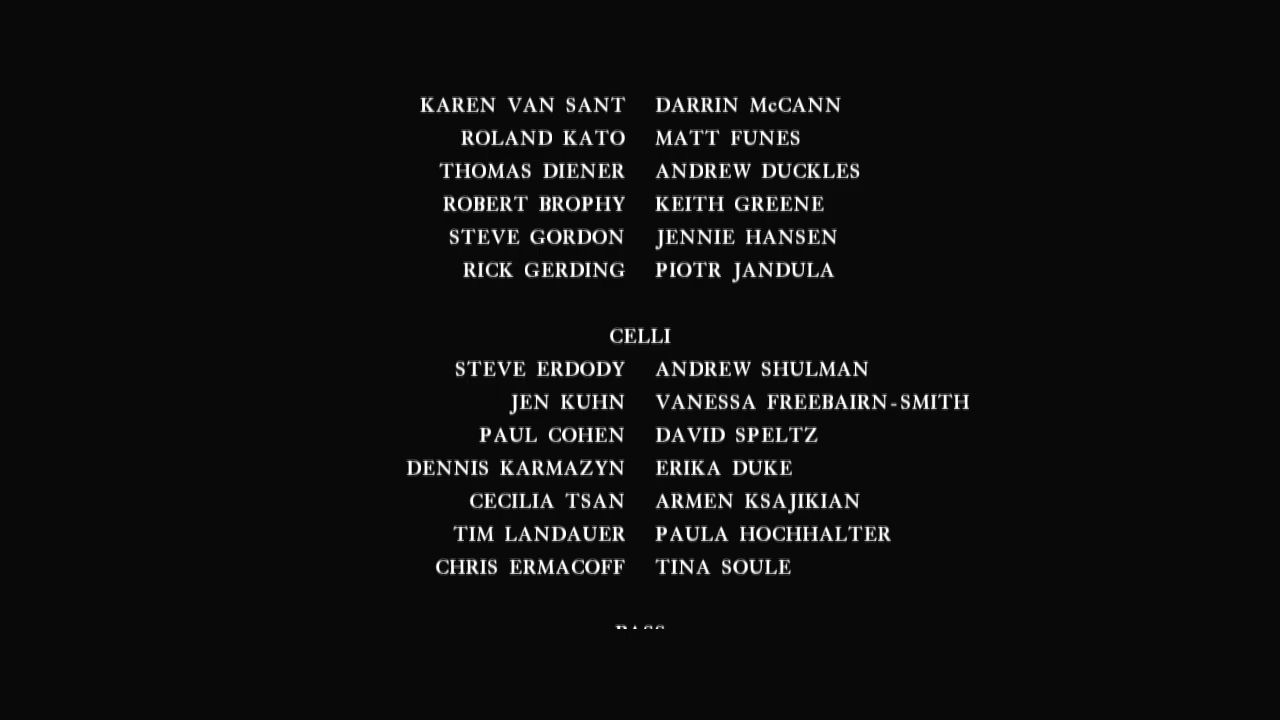 KAREN VAN SANT DARRIN McCANN
ROLAND KATO MATT FUNES
THOMAS DIENER ANDREW DUCKLES
ROBERT BROPHY KEITH GREENE
STEVE GORDON JENNIE HANSEN
RICK GERDING PIOTR JANDULA
CELLI
STEVE ERDODY ANDREW SHULMAN
JEN KUHN VANESSA FREEBAIRN-SMITH
PAUL COHEN DAVID SPELTZ
DENNIS KARMAZYN ERIKA DUKE
CECILIA TSAN ARMEN KSAJIKIAN
TIM LANDAUER PAULA HOCHHALTER
CHRIS ERMACOFF TINA SOULE
BASS